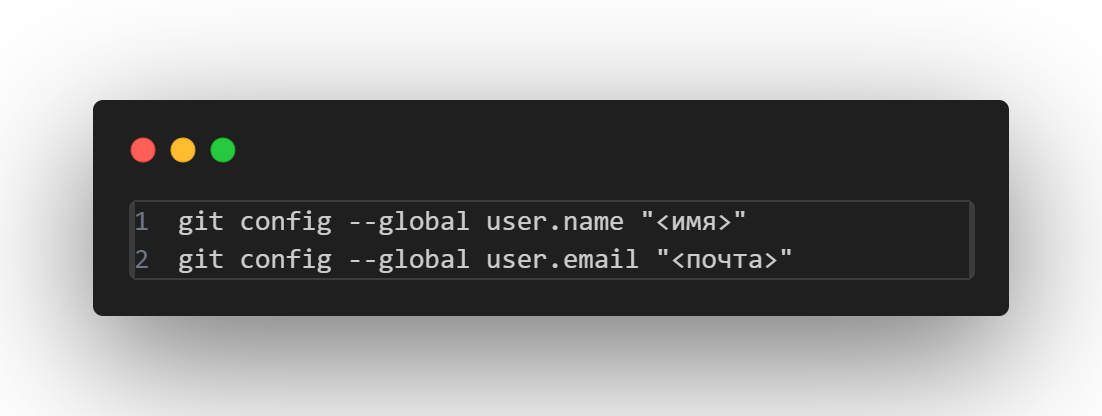 1 git config --global user.name "<имя>"
2 git config --global user.email "<почта>"